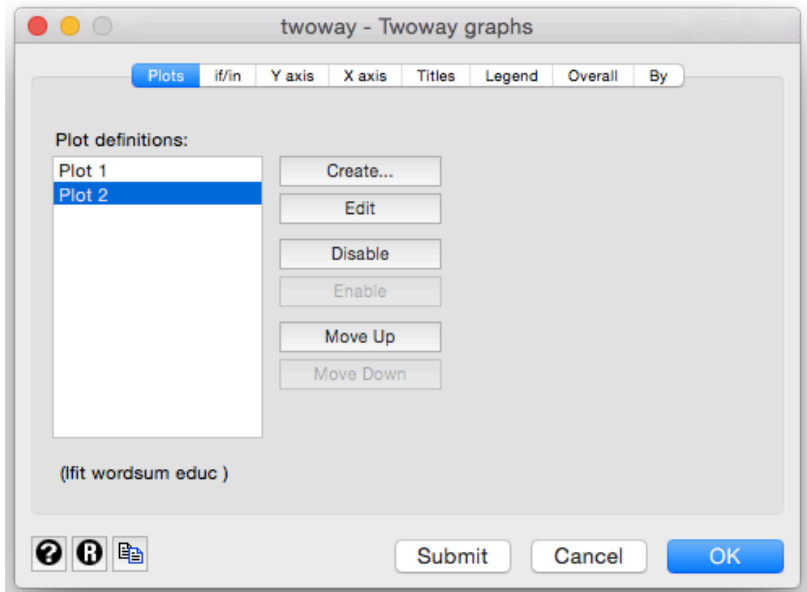 twoway - Twoway graphs
Plots if/in Y axis X axis Titles Legend Overall By
Plot definitions:
Plot 1
Plot 2
Create...
Edit
Disable
Enable
Move Up
Move Down
(lfit wordsum educ )
? R
Submit Cancel OK